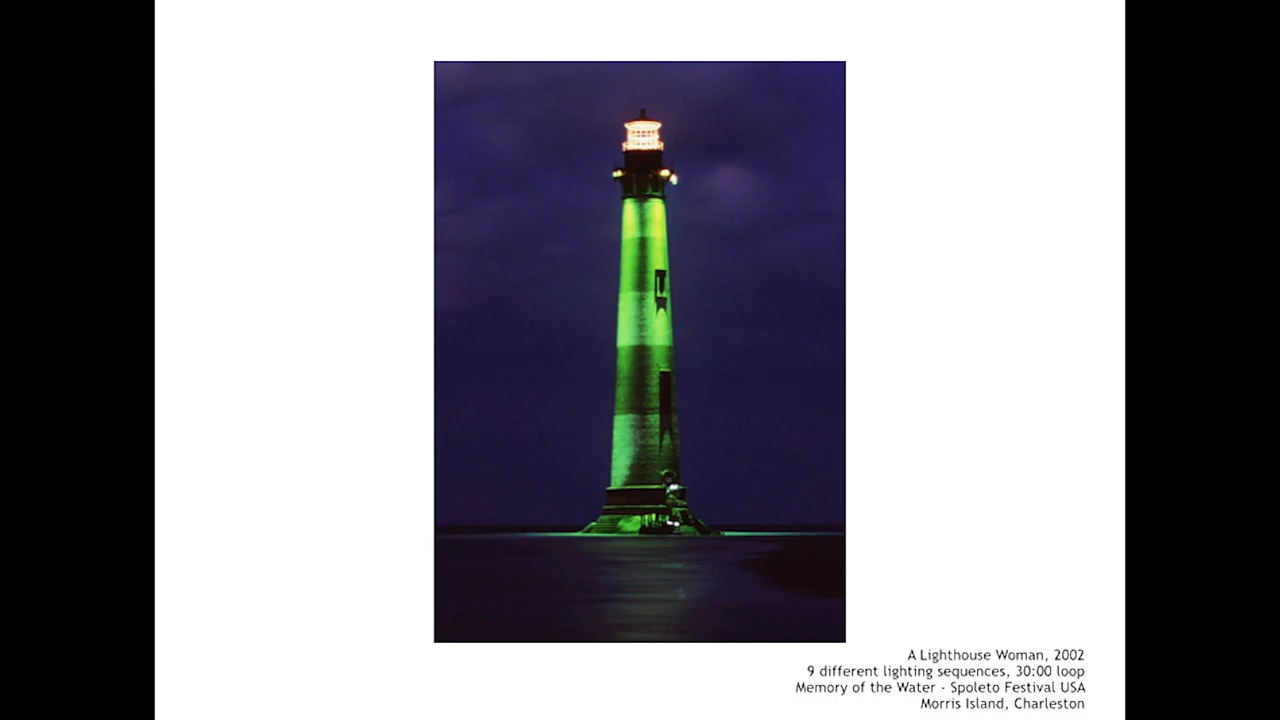 A Lighthouse Woman, 2002
9 different lighting sequences, 30:00 loop
Memory of the Water - Spoleto Festival USA
Morris Island, Charleston